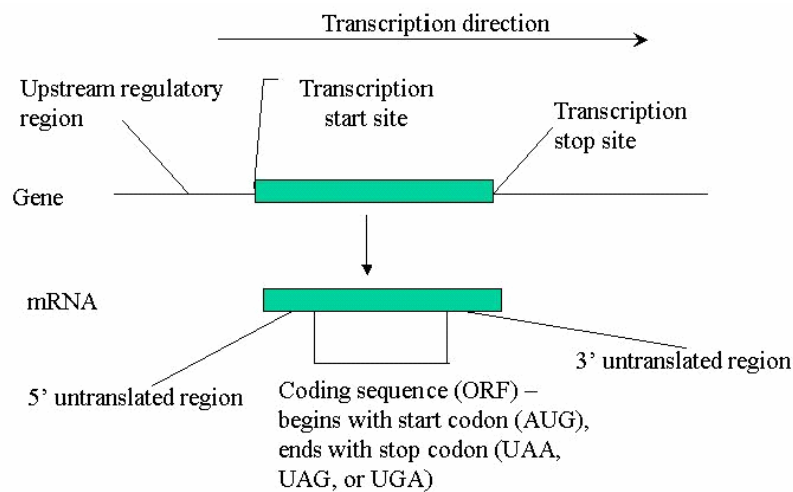 Transcription direction
Upstream regulatory
region
Transcription
start site
Transcription
stop site
Gene
mRNA
3’ untranslated region
5’ untranslated region
Coding sequence (ORF) –
begins with start codon (AUG),
ends with stop codon (UAA,
UAG, or UGA)